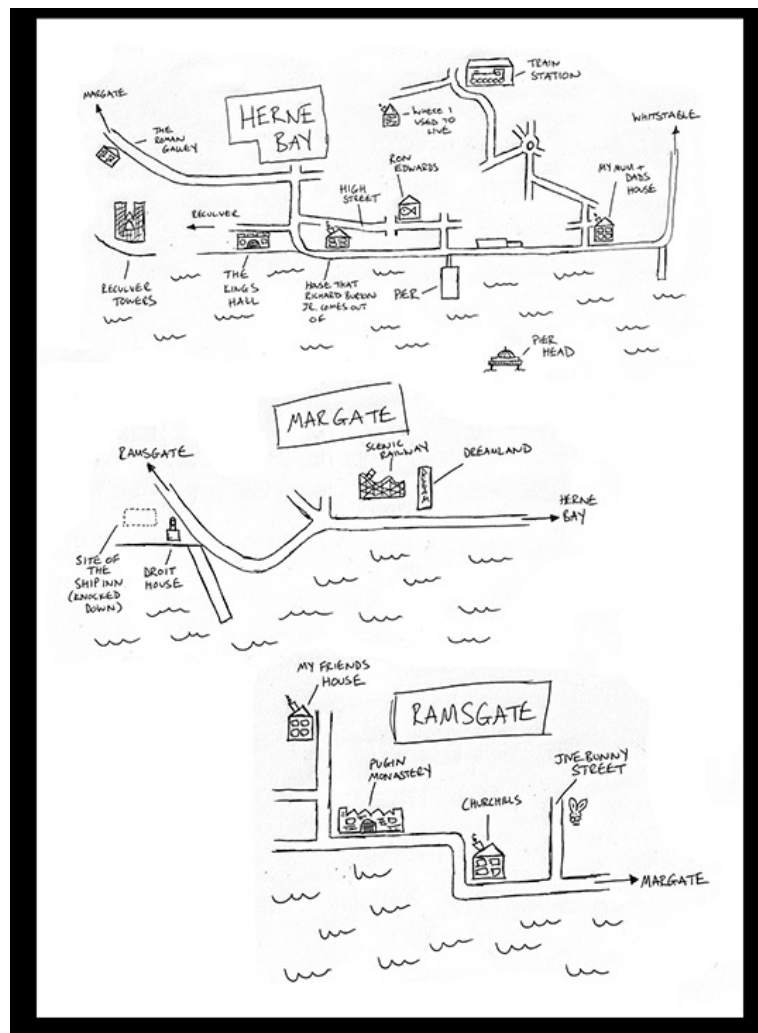 TRAIN
STATION
MARGATE
HERNE
BAY
THE
ROMAN
GALLEY
WHERE I
USED TO
LIVE
WHITSTABLE
RON
EDWARDS
MY MUM +
DADS
HOUSE
HIGH
STREET
RECULVER
RECULVER
TOWERS
THE
KINGS
HALL
HOUSE THAT
RICHARD BURTON
JR. COMES OUT
OF
PIER
PIER
HEAD
MARGATE
RAMSGATE
SCENIC
RAILWAY
DREAMLAND
HERNE
BAY
SITE OF
THE
SHIP INN
(KNOCKED
DOWN)
DROIT
HOUSE
MY FRIENDS
HOUSE
RAMSGATE
PUGIN
MONASTERY
JIVE BUNNY
STREET
CHURCHILLS
MARGATE